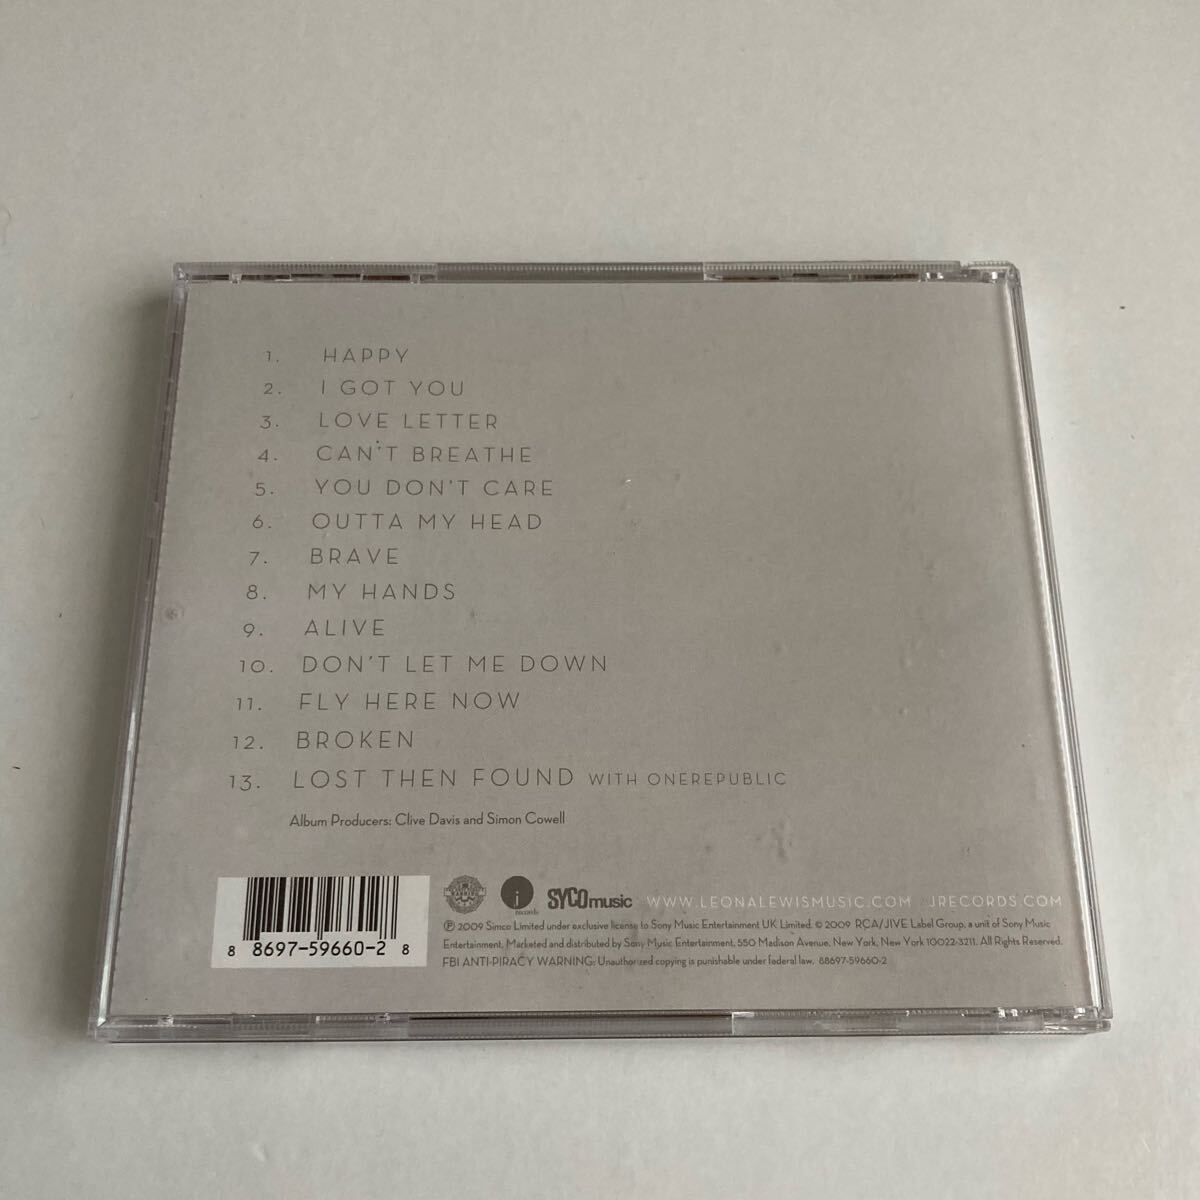 1. HAPPY
2. I GOT YOU
3. LOVE LETTER
4. CAN'T BREATHE
5. YOU DON'T CARE
6. OUTTA MY HEAD
7. BRAVE
8. MY HANDS
9. ALIVE
10. DON'T LET ME DOWN
11. FLY HERE NOW
12. BROKEN
13. LOST THEN FOUND WITH ONEREPUBLIC
Album Producers: Clive Davis and Simon Cowell
8 8697-59660-2 8
j records SYCOmusic WWW.LEONALEWISMUSIC.COM JRECORDS.COM
℗ 2009 Simco Limited under exclusive license to Sony Music Entertainment UK Limited. © 2009 RCA/JIVE Label Group, a unit of Sony Music
Entertainment. Marketed and distributed by Sony Music Entertainment, 550 Madison Avenue, New York, New York 10022-3211. All Rights Reserved.
FBI ANTI-PIRACY WARNING: Unauthorized copying is punishable under federal law. 88697-59660-2